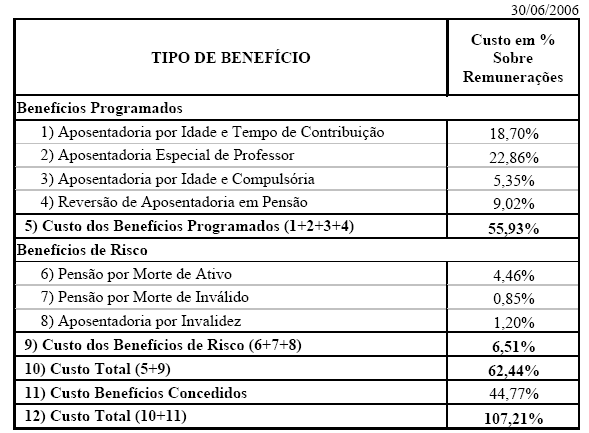 30/06/2006
TIPO DE BENEFÍCIO
Custo em %
Sobre
Remunerações
Benefícios Programados
1) Aposentadoria por Idade e Tempo de Contribuição 18,70%
2) Aposentadoria Especial de Professor 22,86%
3) Aposentadoria por Idade e Compulsória 5,35%
4) Reversão de Aposentadoria em Pensão 9,02%
5) Custo dos Benefícios Programados (1+2+3+4) 55,93%
Benefícios de Risco
6) Pensão por Morte de Ativo 4,46%
7) Pensão por Morte de Inválido 0,85%
8) Aposentadoria por Invalidez 1,20%
9) Custo dos Benefícios de Risco (6+7+8) 6,51%
10) Custo Total (5+9) 62,44%
11) Custo Benefícios Concedidos 44,77%
12) Custo Total (10+11) 107,21%